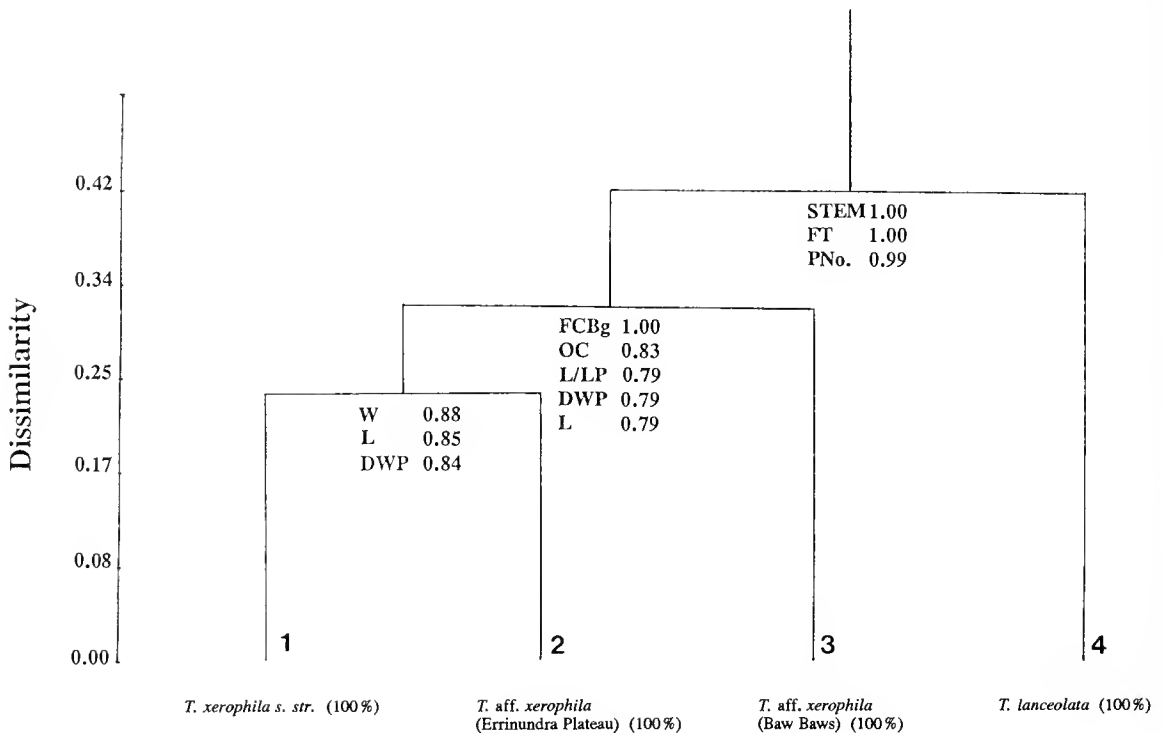 0.42
STEM 1.00
FT 1.00
PNo. 0.99
0.34
FCBg 1.00
OC 0.83
L/LP 0.79
DWP 0.79
L 0.79
0.25
W 0.88
L 0.85
DWP 0.84
Dissimilarity
0.17
0.08
0.00
1
2
3
4
T. xerophila s. str. (100%)
T. aff. xerophila
(Errinundra Plateau) (100%)
T. aff. xerophila
(Baw Baws) (100%)
T. lanceolata (100%)